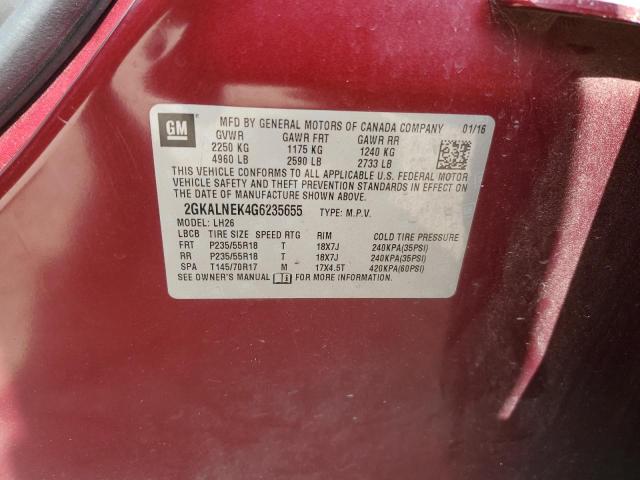 GM
MFD BY GENERAL MOTORS OF CANADA COMPANY 01/16
GVWR GAWR FRT GAWR RR
2250 KG 1175 KG 1240 KG
4960 LB 2590 LB 2733 LB
THIS VEHICLE CONFORMS TO ALL APPLICABLE U.S. FEDERAL MOTOR
VEHICLE SAFETY AND THEFT PREVENTION STANDARDS IN EFFECT ON
THE DATE OF MANUFACTURE SHOWN ABOVE.
2GKALNEK4G6235655 TYPE: M.P.V.
MODEL: LH26
LBCB TIRE SIZE SPEED RTG RIM COLD TIRE PRESSURE
FRT P235/55R18 T 18X7J 240KPA(35PSI)
RR P235/55R18 T 18X7J 240KPA(35PSI)
SPA T145/70R17 M 17X4.5T 420KPA(60PSI)
SEE OWNER'S MANUAL FOR MORE INFORMATION.